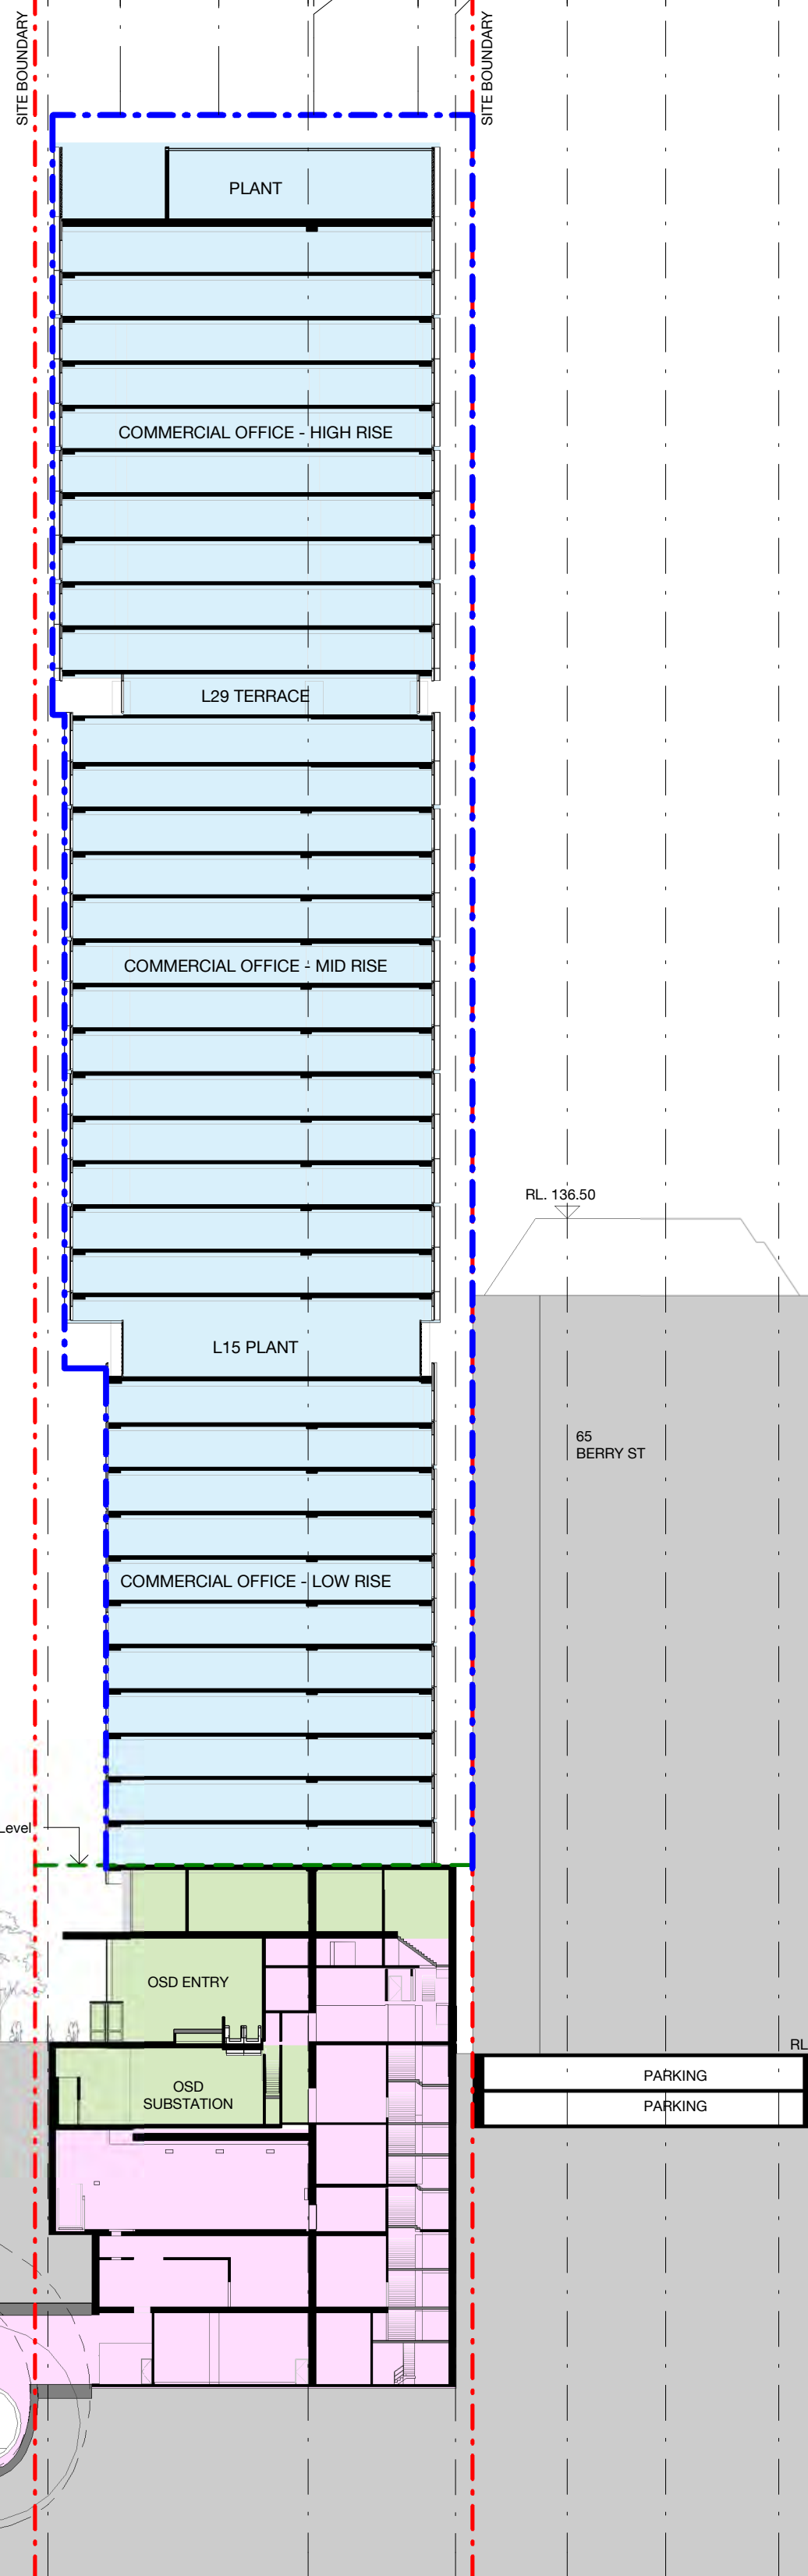 SITE BOUNDARY
SITE BOUNDARY
PLANT
COMMERCIAL OFFICE - HIGH RISE
L29 TERRACE
COMMERCIAL OFFICE - MID RISE
RL. 136.50
L15 PLANT
65
BERRY ST
COMMERCIAL OFFICE - LOW RISE
Level
OSD ENTRY
RL
PARKING
OSD
SUBSTATION
PARKING